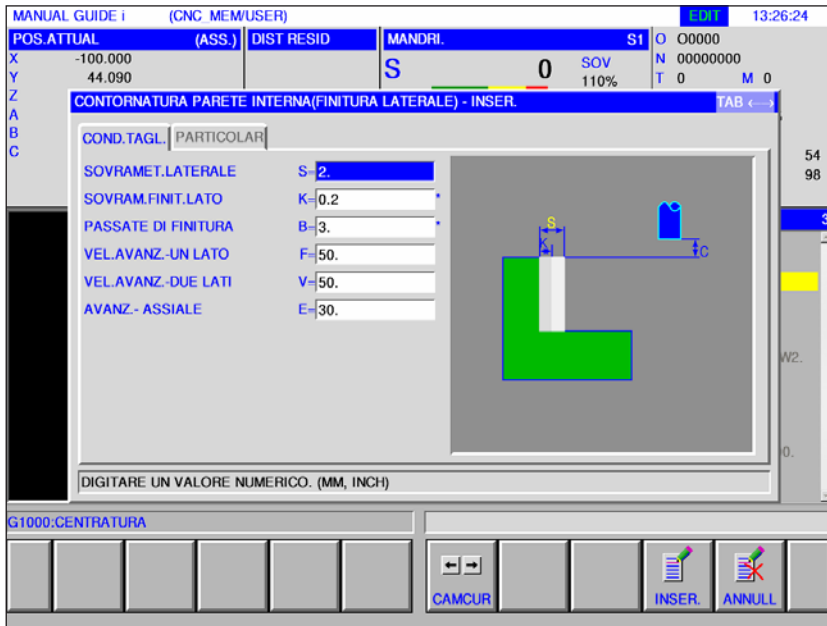 MANUAL GUIDE i (CNC_MEM/USER) EDIT 13:26:24
POS.ATTUAL (ASS.) DIST RESID MANDRI. S1 O O0000
X -100.000 S 0 SOV N 00000000
Y 44.090 110% T 0 M 0
Z
A
B
C
54
98
CONTORNATURA PARETE INTERNA(FINITURA LATERALE) - INSER. TAB ←→
COND.TAGL. PARTICOLAR
SOVRAMET.LATERALE S=2.
SOVRAM.FINIT.LATO K=0.2 *
PASSATE DI FINITURA B=3. *
VEL.AVANZ.-UN LATO F=50.
VEL.AVANZ.-DUE LATI V=50.
AVANZ.- ASSIALE E=30.
S
K
C
3
W2.
0.
DIGITARE UN VALORE NUMERICO. (MM, INCH)
G1000:CENTRATURA
CAMCUR INSER. ANNULL